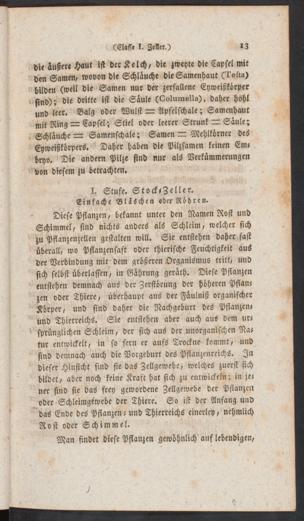 (Classe I. Zeller.) 13
die äußere Haut ist der Kelch, die zweyte die Capsel mit
den Samen, wovon die Schläuche die Samenhaut (Testa)
bilden (weil die Samen nur der zerfallene Eyweißkörper
sind); die dritte ist die Säule (Columella), daher hohl
und leer. Balg oder Wulst = Apfelschale; Samenhaut
mit Ring = Capsel; Stiel oder leerer Strunk = Säule;
Schläuche = Samenschale; Samen = Mehlkörner des
Eyweißkörpers. Daher haben die Pilzsamen keinen Em-
bryo. Die andern Pilze sind nur als Verkümmerungen
von diesem zu betrachten.
I. Stufe. Stock-Zeller.
Einfache Bläschen oder Röhren.
Diese Pflanzen, bekannt unter den Namen Rost und
Schimmel, sind nichts anders als Schleim, welcher sich
zu Pflanzenzellen gestalten will. Sie entstehen daher fast
überall, wo Pflanzensaft oder thierische Feuchtigkeit aus
der Verbindung mit dem größeren Organismus tritt, und
sich selbst überlassen, in Gährung geräth. Diese Pflanzen
entstehen demnach aus der Zerstörung der höheren Pflan-
zen oder Thiere, überhaupt aus der Fäulniß organischer
Körper, und sind daher die Nachgeburt des Pflanzen-
und Thierreichs. Sie entstehen aber auch aus dem ur-
sprünglichen Schleim, der sich aus der unorganischen Na-
tur entwickelt, in so fern er aufs Trockne kommt, und
sind demnach auch die Vorgeburt des Pflanzenreichs. In
dieser Hinsicht sind sie das Zellgewebe, welches zuerst sich
bildet, aber noch keine Kraft hat sich zu entwickeln; in je-
ner sind sie das frey gewordene Zellgewebe der Pflanzen
oder Schleimgewebe der Thiere. So ist der Anfang und
das Ende des Pflanzen- und Thierreichs einerley, nehmlich
Rost oder Schimmel.
Man findet diese Pflanzen gewöhnlich auf lebendigen,